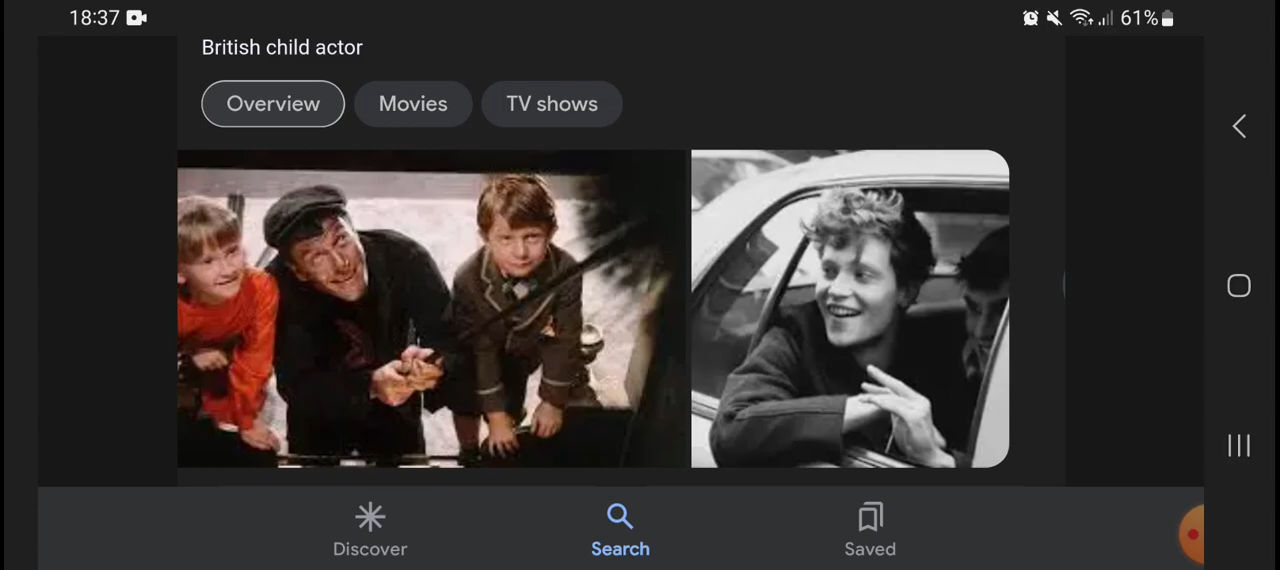 18:37
61%
British child actor
Overview Movies TV shows
Discover Search Saved